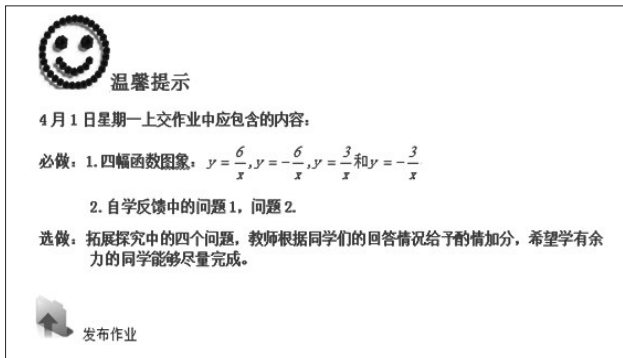 温馨提示
4月1日星期一上交作业中应包含的内容：
必做：1.四幅函数图象：y=6/x,y=-6/x,y=3/x和y=-3/x
2.自学反馈中的问题1，问题2.
选做：拓展探究中的四个问题，教师根据同学们的回答情况给予酌情加分，希望学有余
力的同学能够尽量完成。
发布作业